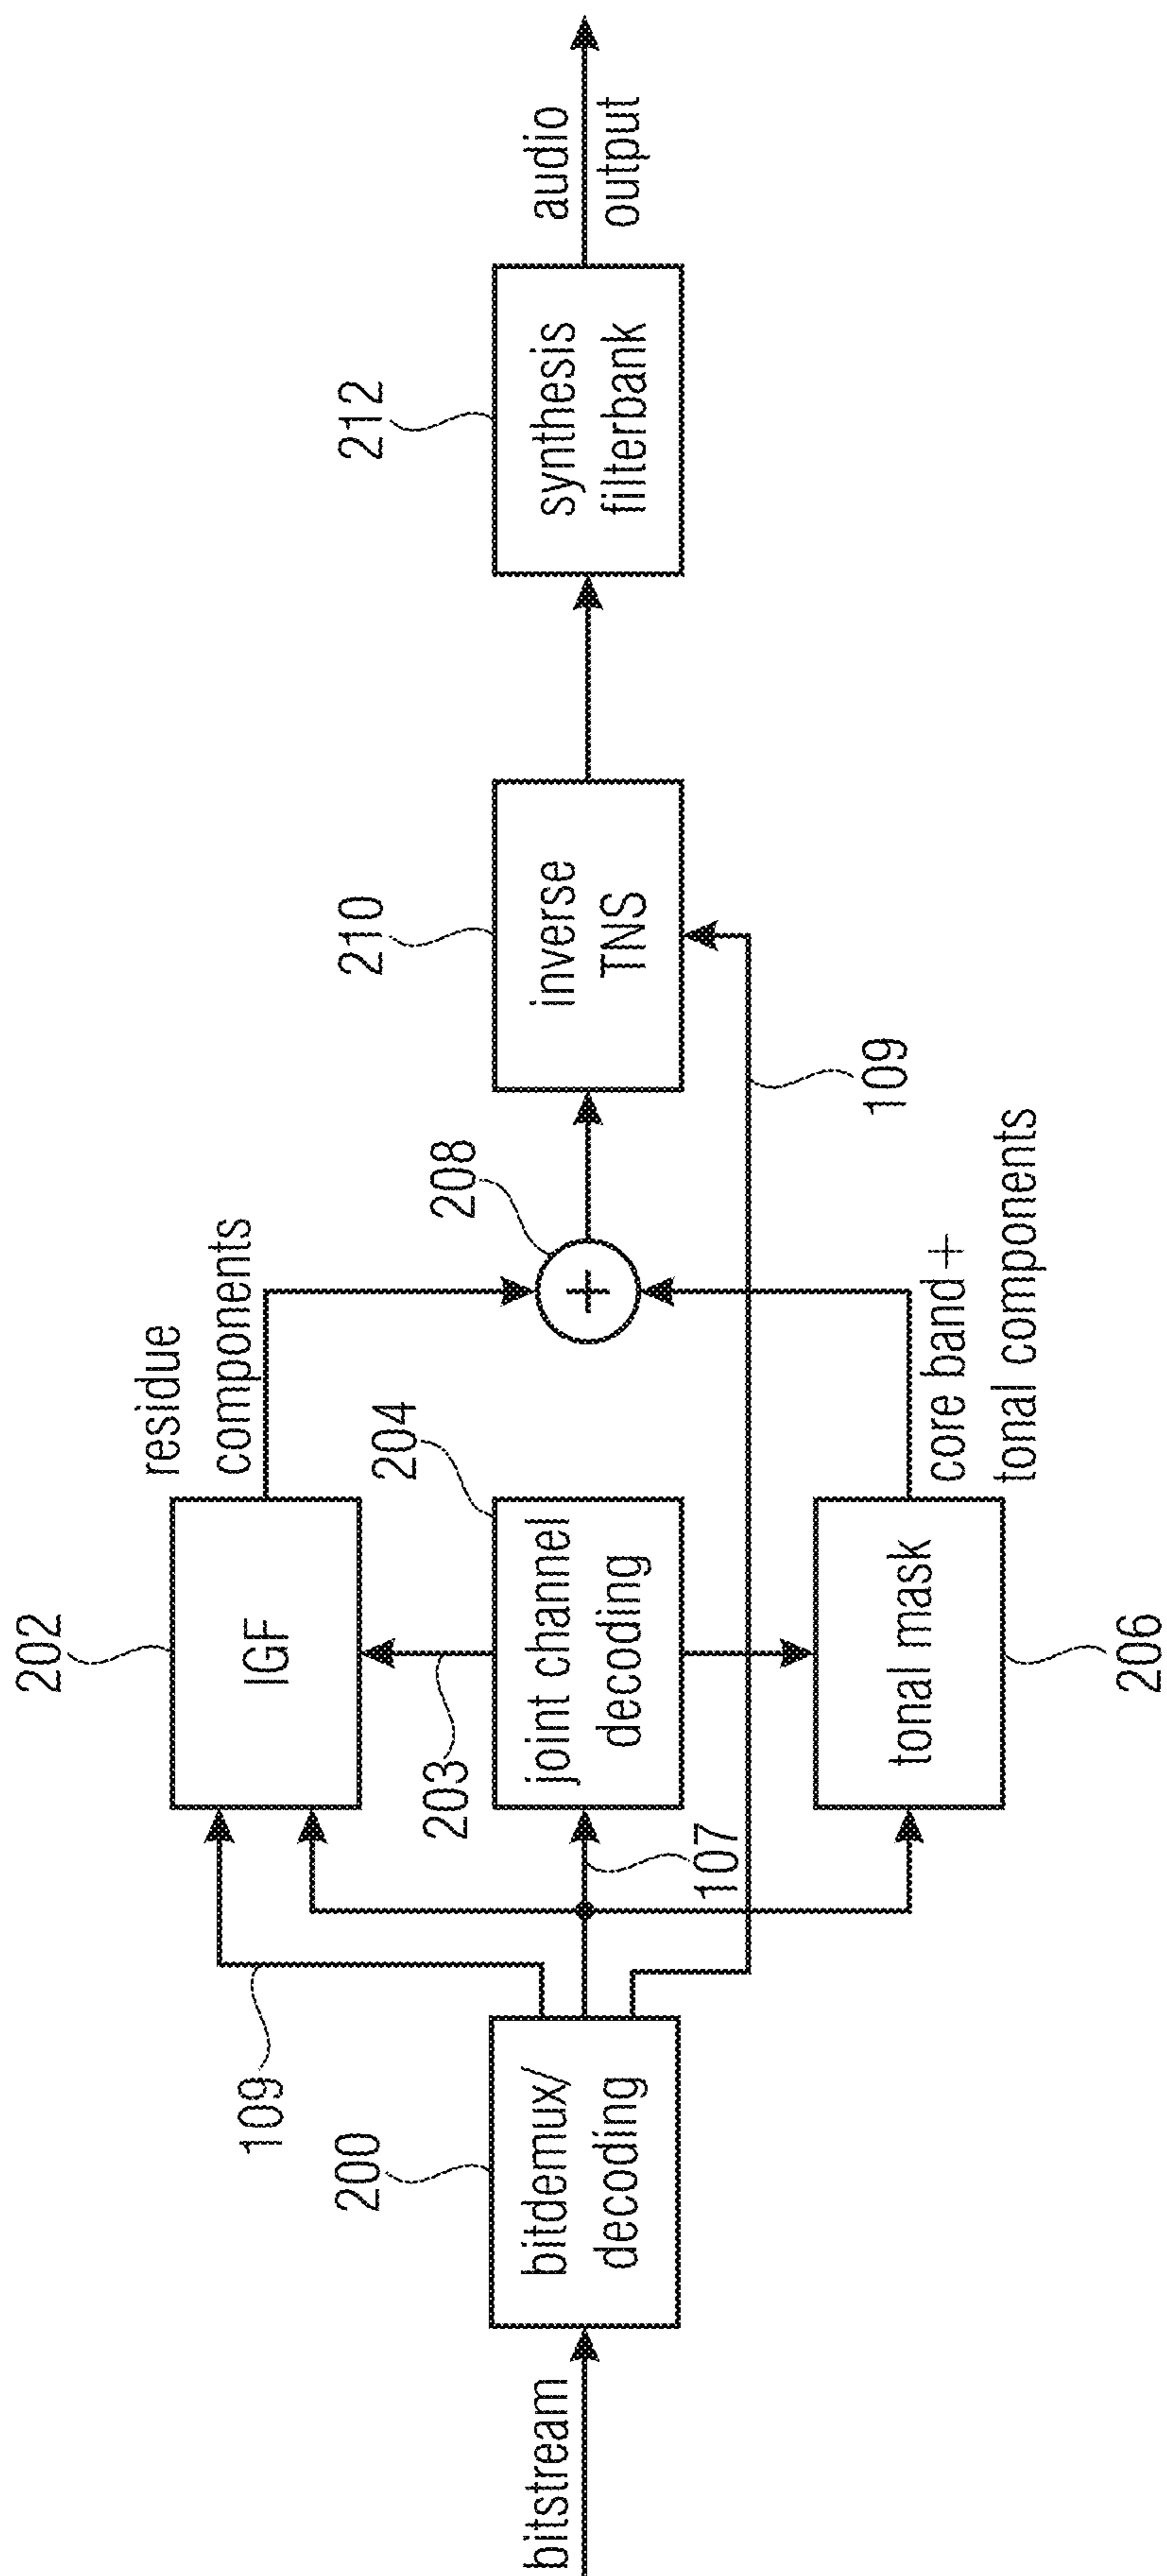 bitstream
200
bitdemux/
decoding
109
107
202
IGF
203
204
joint channel
decoding
206
tonal mask
residue
components
core band+
tonal components
208
+
109
210
inverse
TNS
212
synthesis
filterbank
audio
output